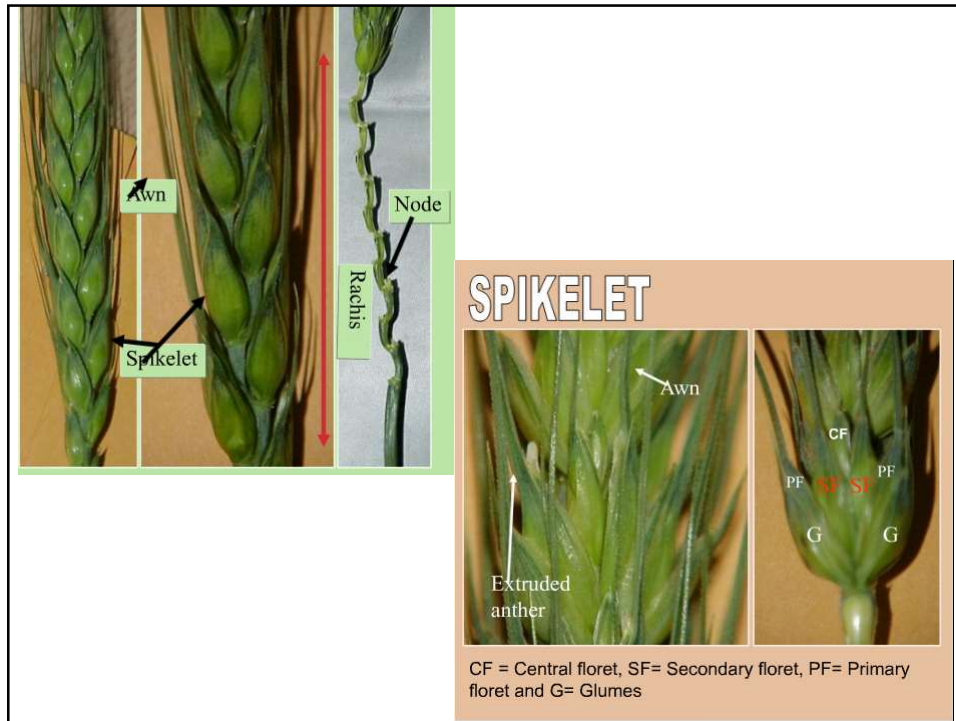 Awn
Node
Rachis
Spikelet
SPIKELET
Awn
CF
PF
SF
SF
PF
G
G
Extruded
anther
CF = Central floret, SF= Secondary floret, PF= Primary
floret and G= Glumes